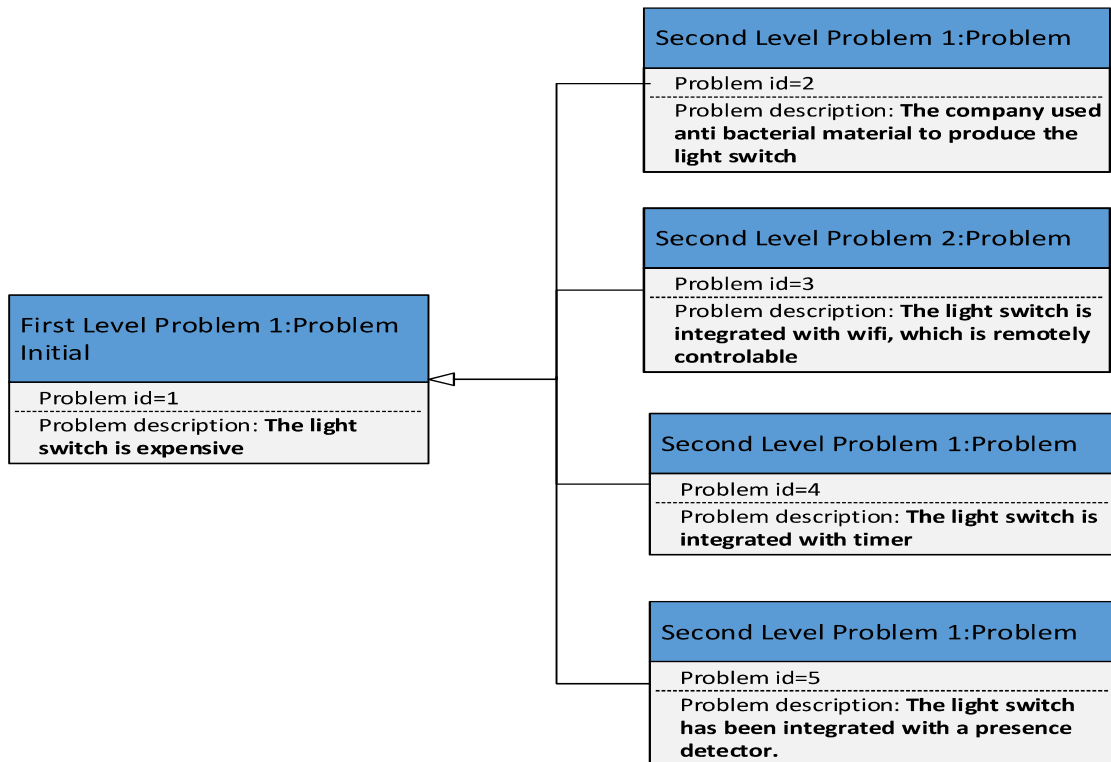 Second Level Problem 1:Problem
Problem id=2
Problem description: The company used
anti bacterial material to produce the
light switch
Second Level Problem 2:Problem
Problem id=3
Problem description: The light switch is
integrated with wifi, which is remotely
controlable
First Level Problem 1:Problem
Initial
Problem id=1
Problem description: The light
switch is expensive
Second Level Problem 1:Problem
Problem id=4
Problem description: The light switch is
integrated with timer
Second Level Problem 1:Problem
Problem id=5
Problem description: The light switch
has been integrated with a presence
detector.